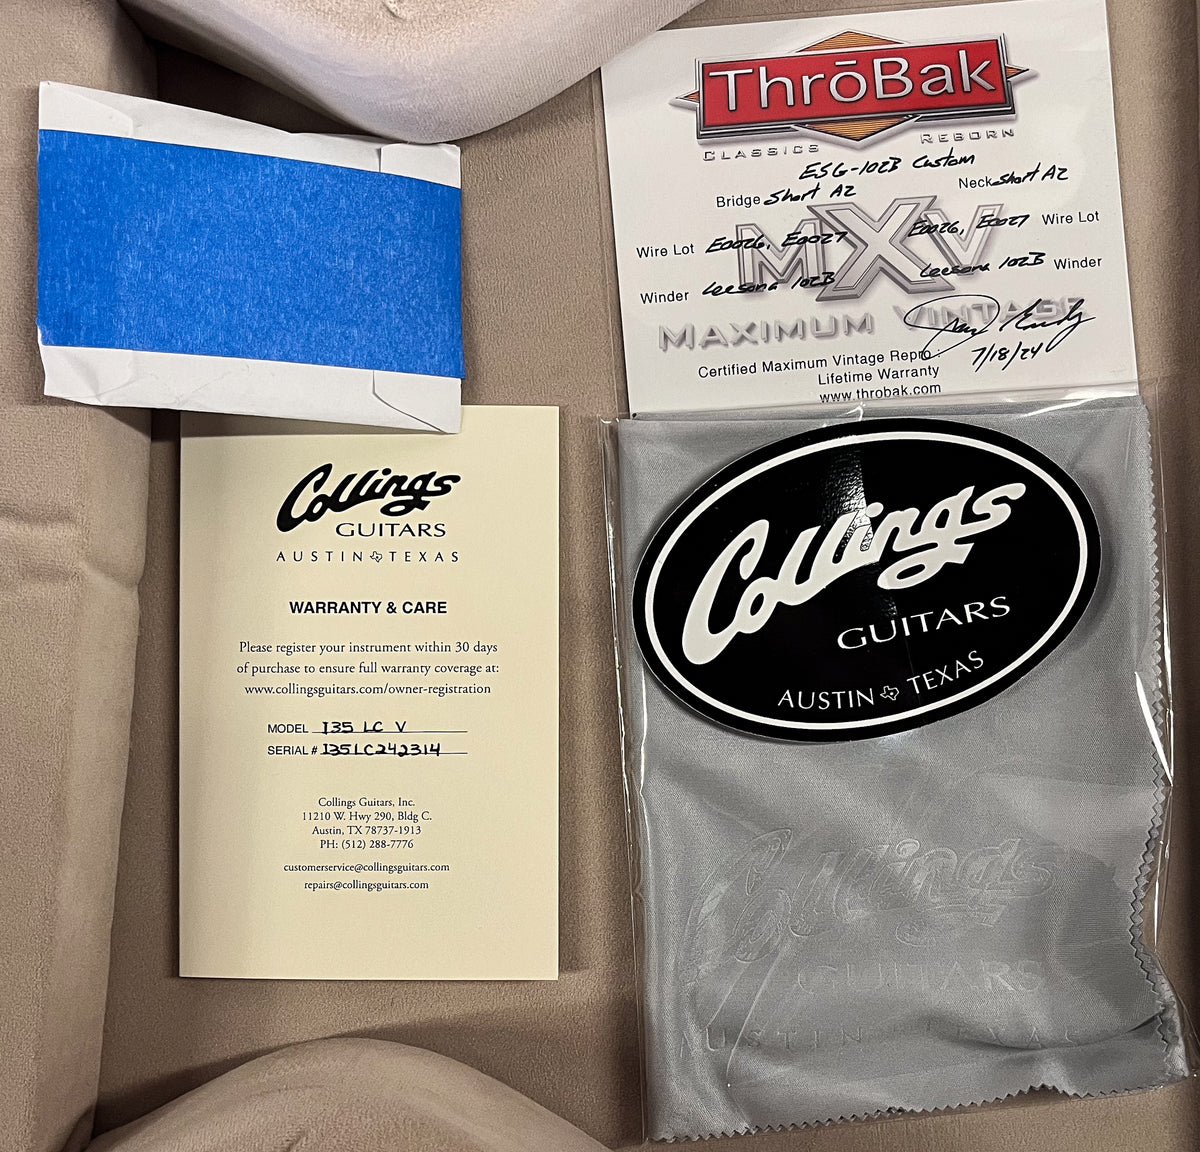 ThrōBak
CLASSICS REBORN
ESG-102B Custom
Bridge Short A2 Neck Short A2
Wire Lot E0026, E0027 E0026, E0027 Wire Lot
MXV
Winder Leesona 102B Leesona 102B Winder
MAXIMUM VINTAGE
Certified Maximum Vintage Repro:
7/18/24
Lifetime Warranty
www.throbak.com
Collings
GUITARS
AUSTIN TEXAS
WARRANTY & CARE
Please register your instrument within 30 days
of purchase to ensure full warranty coverage at:
www.collingsguitars.com/owner-registration
MODEL I35 LC V
SERIAL # I35LC242314
Collings Guitars, Inc.
11210 W. Hwy 290, Bldg C.
Austin, TX 78737-1913
PH: (512) 288-7776
customerservice@collingsguitars.com
repairs@collingsguitars.com
Collings
GUITARS
AUSTIN TEXAS
Collings
GUITARS
AUSTIN TEXAS